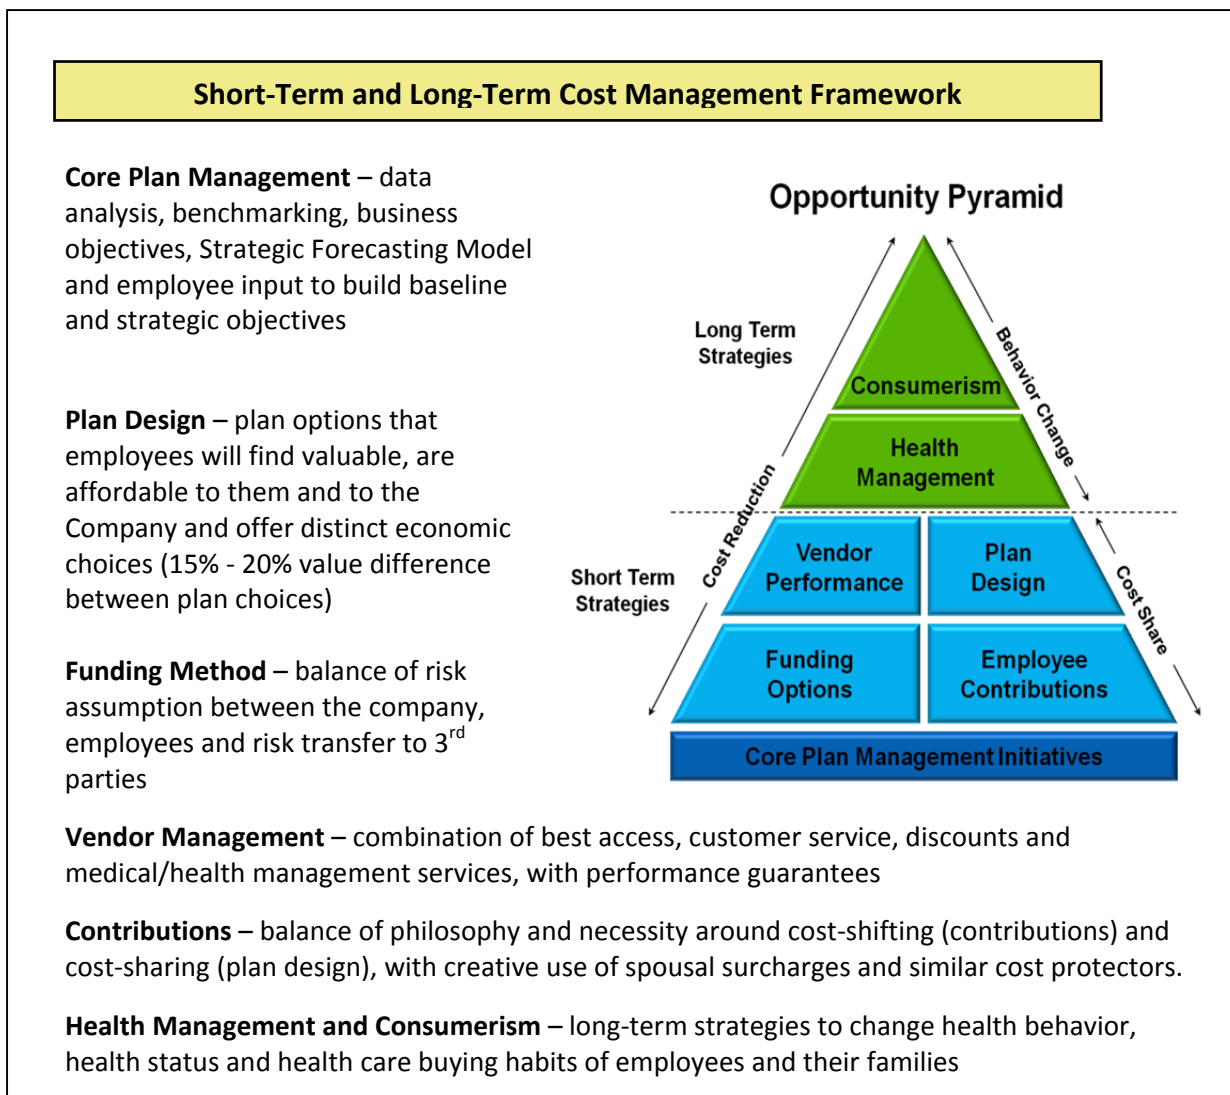 Short-Term and Long-Term Cost Management Framework
Core Plan Management – data
analysis, benchmarking, business
objectives, Strategic Forecasting Model
and employee input to build baseline
and strategic objectives
Plan Design – plan options that
employees will find valuable, are
affordable to them and to the
Company and offer distinct economic
choices (15% - 20% value difference
between plan choices)
Funding Method – balance of risk
assumption between the company,
employees and risk transfer to 3rd
parties
Opportunity Pyramid
Long Term
Strategies
Short Term
Strategies
Cost Reduction
Behavior Change
Cost Share
Consumerism
Health
Management
Vendor
Performance
Plan
Design
Funding
Options
Employee
Contributions
Core Plan Management Initiatives
Vendor Management – combination of best access, customer service, discounts and
medical/health management services, with performance guarantees
Contributions – balance of philosophy and necessity around cost-shifting (contributions) and
cost-sharing (plan design), with creative use of spousal surcharges and similar cost protectors.
Health Management and Consumerism – long-term strategies to change health behavior,
health status and health care buying habits of employees and their families